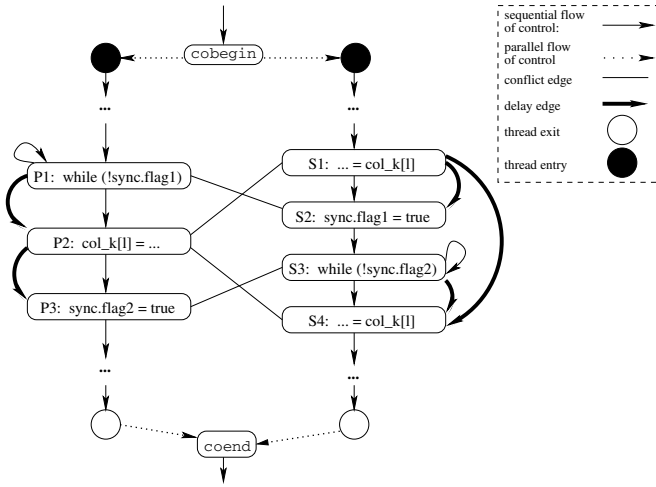 cobegin
...
...
P1: while (!sync.flag1)
P2: col_k[l] = ...
P3: sync.flag2 = true
...
S1: ... = col_k[l]
S2: sync.flag1 = true
S3: while (!sync.flag2)
S4: ... = col_k[l]
...
coend
sequential flow
of control:
parallel flow
of control
conflict edge
delay edge
thread exit
thread entry